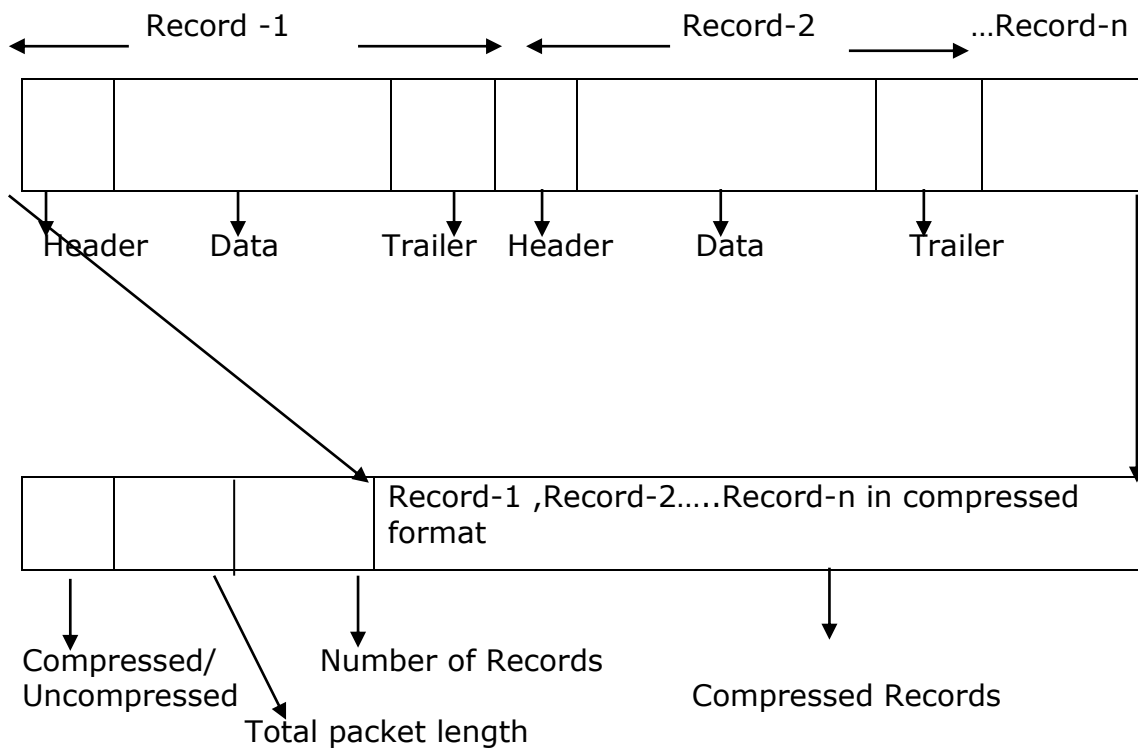 Record -1 Record-2 ...Record-n
Header Data Trailer Header Data Trailer
Record-1 ,Record-2.....Record-n in compressed
format
Compressed/
Uncompressed
Number of Records
Compressed Records
Total packet length